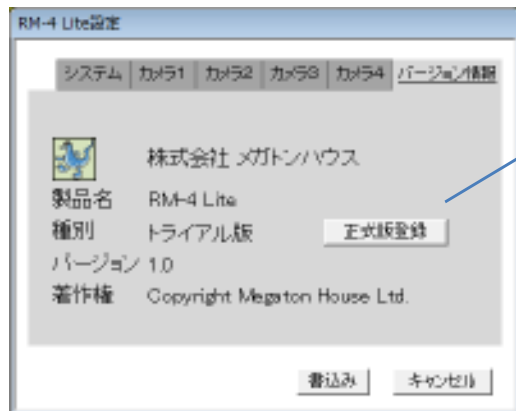 RM-4 Lite設定
システム カメラ1 カメラ2 カメラ3 カメラ4 バージョン情報
株式会社 メガトンハウス
製品名 RM-4 Lite
種別 トライアル版 正式版登録
バージョン 1.0
著作権 Copyright Megaton House Ltd.
書込み キャンセル